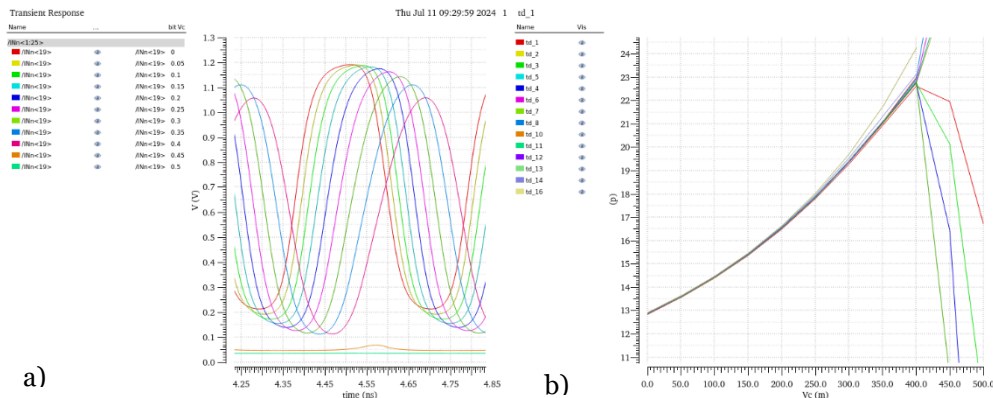 Transient Response
Thu Jul 11 09:29:59 2024 1
td_1
Name ... bit Vc
/INn<1:25>
/INn<19> /INn<19> 0
/INn<19> /INn<19> 0.05
/INn<19> /INn<19> 0.1
/INn<19> /INn<19> 0.15
/INn<19> /INn<19> 0.2
/INn<19> /INn<19> 0.25
/INn<19> /INn<19> 0.3
/INn<19> /INn<19> 0.35
/INn<19> /INn<19> 0.4
/INn<19> /INn<19> 0.45
/INn<19> /INn<19> 0.5
V (V)
1.3
1.2
1.1
1.0
0.9
0.8
0.7
0.6
0.5
0.4
0.3
0.2
0.1
0.0
4.25 4.35 4.45 4.55 4.65 4.75 4.85
time (ns)
a)
Name Vis
td_1
td_2
td_3
td_5
td_4
td_6
td_7
td_8
td_10
td_11
td_12
td_13
td_14
td_16
(p)
24
23
22
21
20
19
18
17
16
15
14
13
12
11
0.0 50.0 100.0 150.0 200.0 250.0 300.0 350.0 400.0 450.0 500.0
Vc (m)
b)